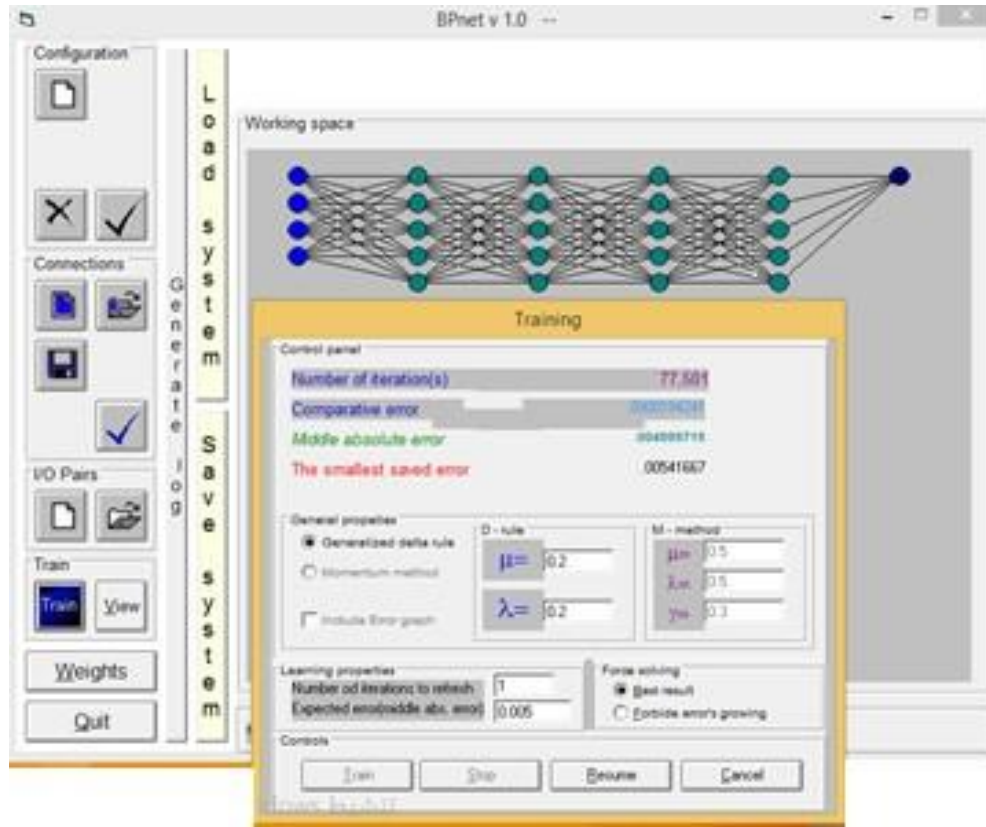 BPnet v 1.0 --
Configuration
Connections
I/O Pairs
Train
Train View
Weights
Quit
Generate log
Load system
Save system
Working space
Training
Control panel
Number of iteration(s) 77,501
Comparative error
Middle absolute error
The smallest saved error .00541667
General propeties
Generalized delta rule
Momentum method
Include Error graph
D - rule
μ= 0.2
λ= 0.2
M - method
μ= 0.5
λ= 0.5
γ= 0.3
Learning properties
Number od iterations to refresh 1
Expected error(middle abs. error) 0.005
Force solving
Best result
Forbide error's growing
Controls
Train Stop Resume Cancel